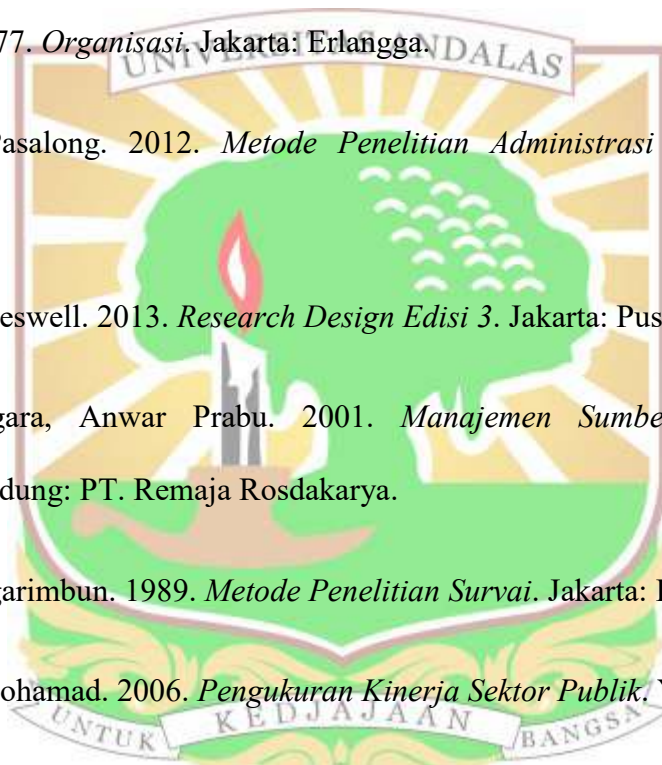 77. Organisasi. Jakarta: Erlangga.
UNIVERSITAS ANDALAS
Pasalong. 2012. Metode Penelitian Administrasi
eswell. 2013. Research Design Edisi 3. Jakarta: Pus
gara, Anwar Prabu. 2001. Manajemen Sumbe
dung: PT. Remaja Rosdakarya.
garimbun. 1989. Metode Penelitian Survai. Jakarta:
ohamad. 2006. Pengukuran Kinerja Sektor Publik.
UNTUK KEDJAJAAN BANGSA